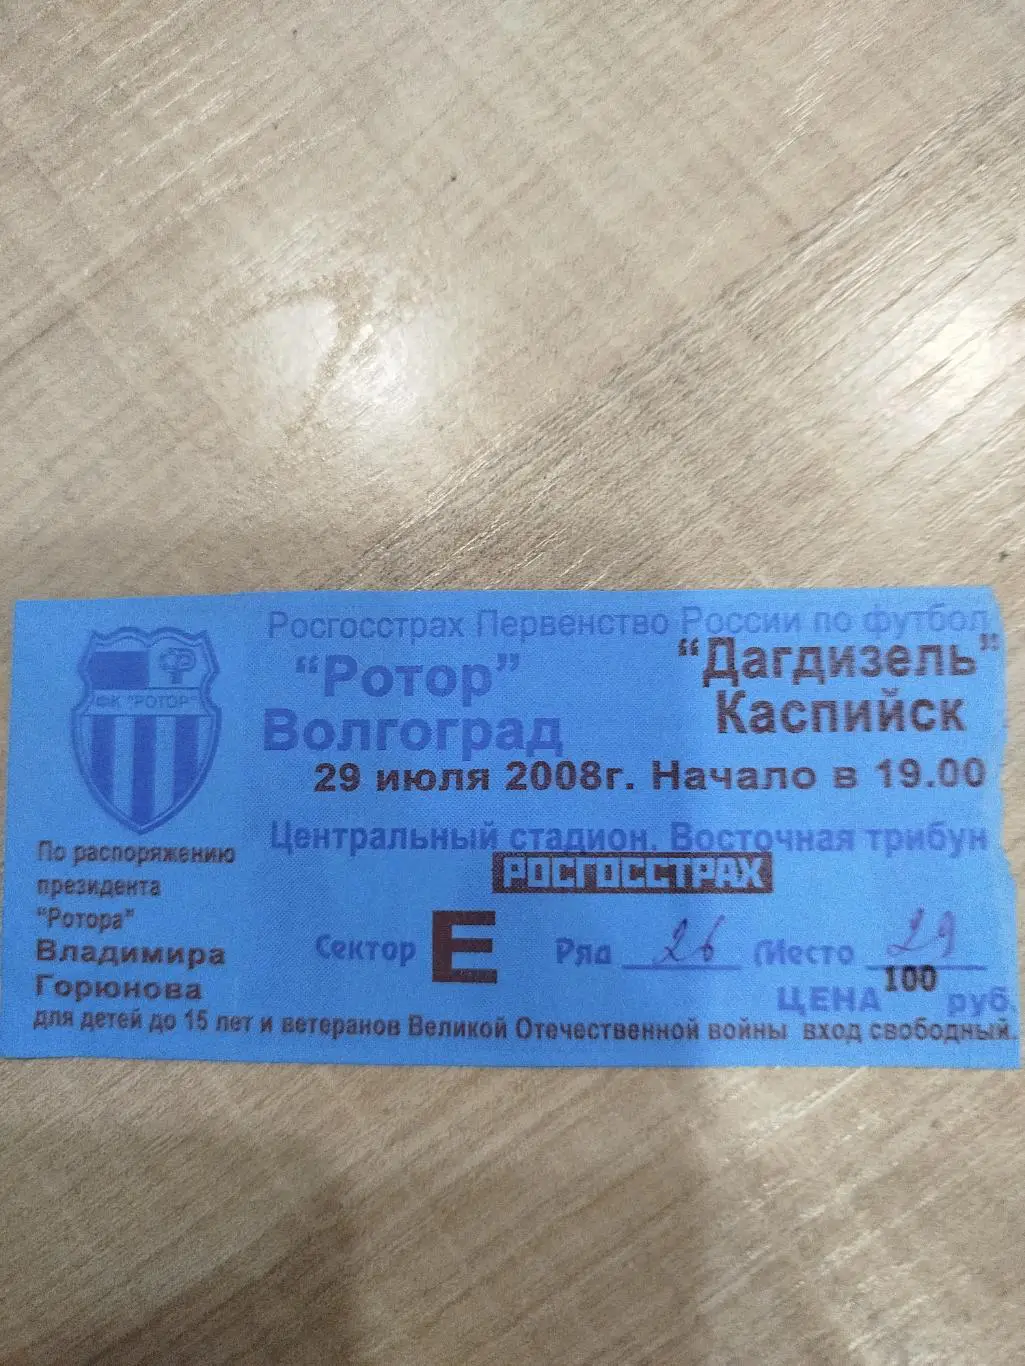 Росгосстрах Первенство России по футбол
"Ротор"
Волгоград
"Дагдизель"
Каспийск
29 июля 2008г. Начало в 19.00
Центральный стадион. Восточная трибун
РОСГОССТРАХ
ФК "РОТОР"
По распоряжению
президента
"Ротора"
Владимира
Горюнова
Сектор Е Ряд 26 Место 29
ЦЕНА 100 руб.
для детей до 15 лет и ветеранов Великой Отечественной войны вход свободный.